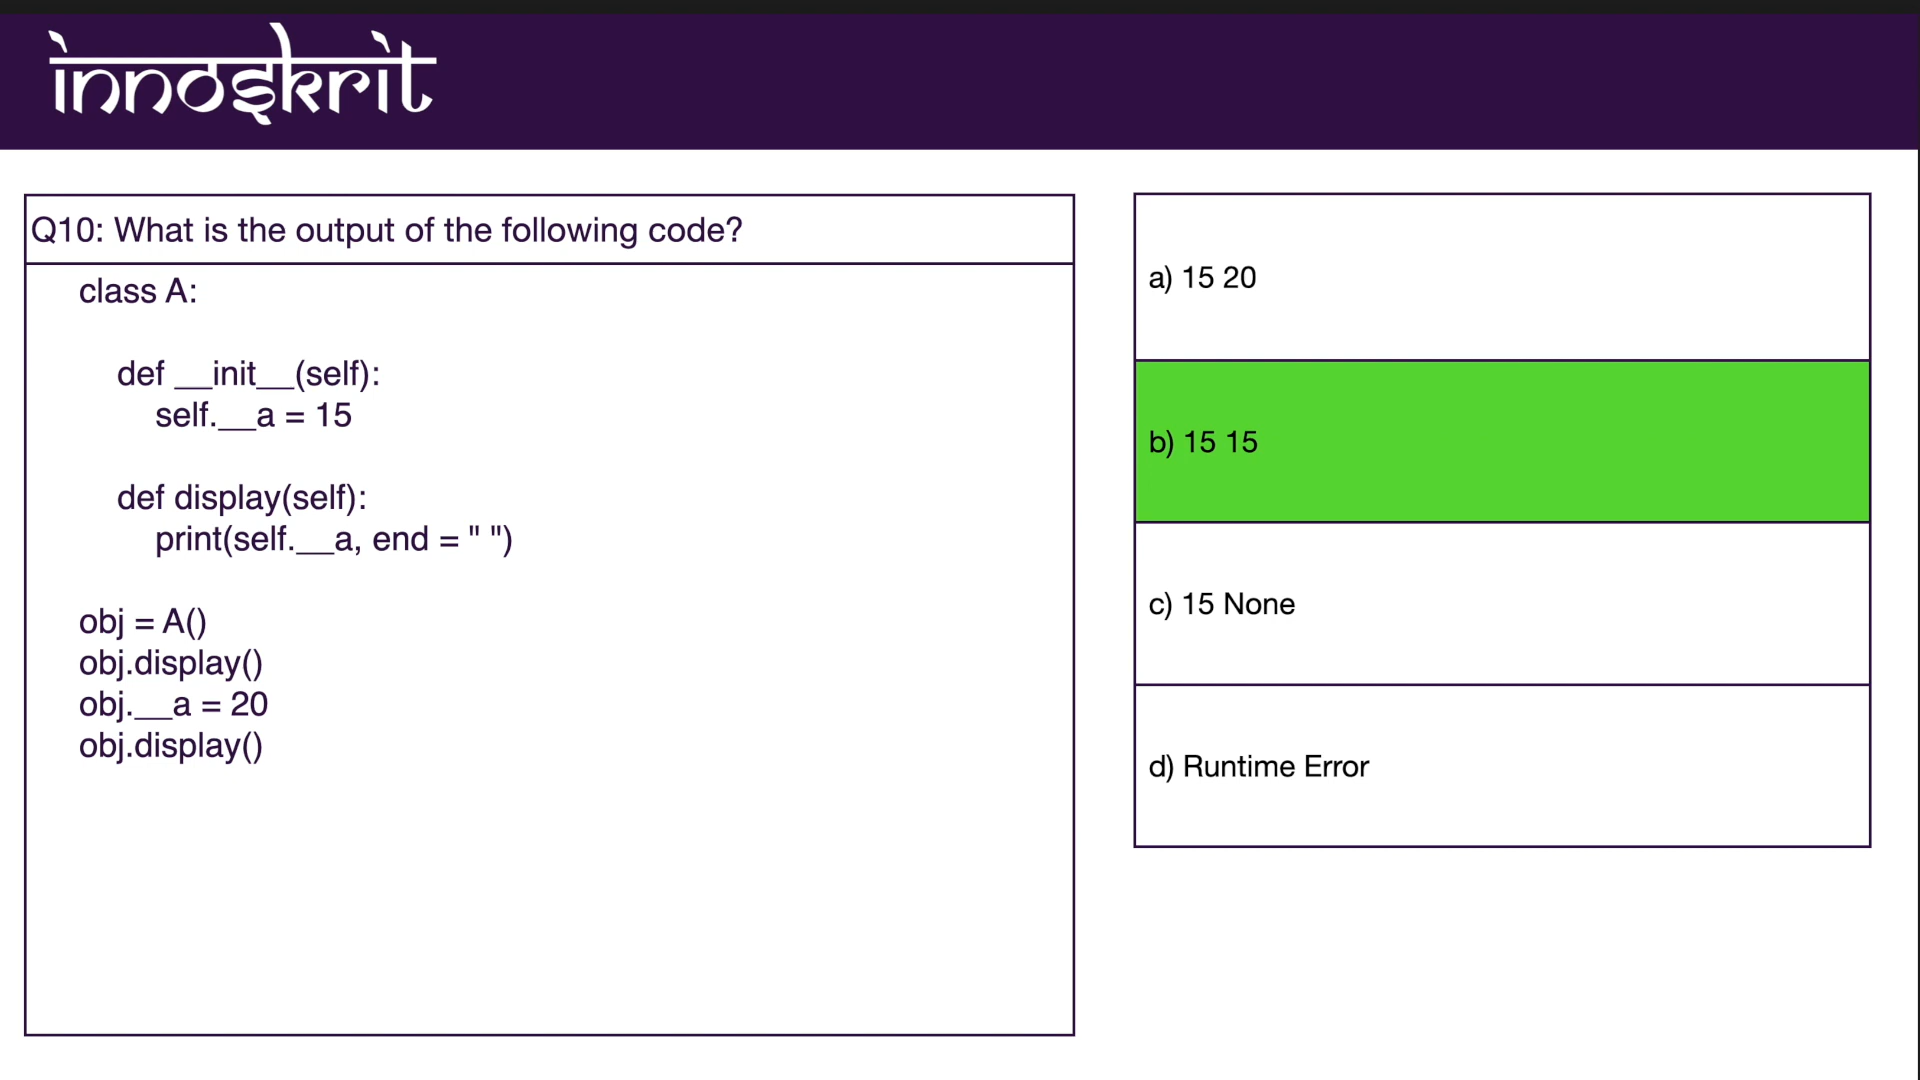 innoskrit
Q10: What is the output of the following code?
class A:
def __init__(self):
self.__a = 15
def display(self):
print(self.__a, end = " ")
obj = A()
obj.display()
obj.__a = 20
obj.display()
a) 15 20
b) 15 15
c) 15 None
d) Runtime Error